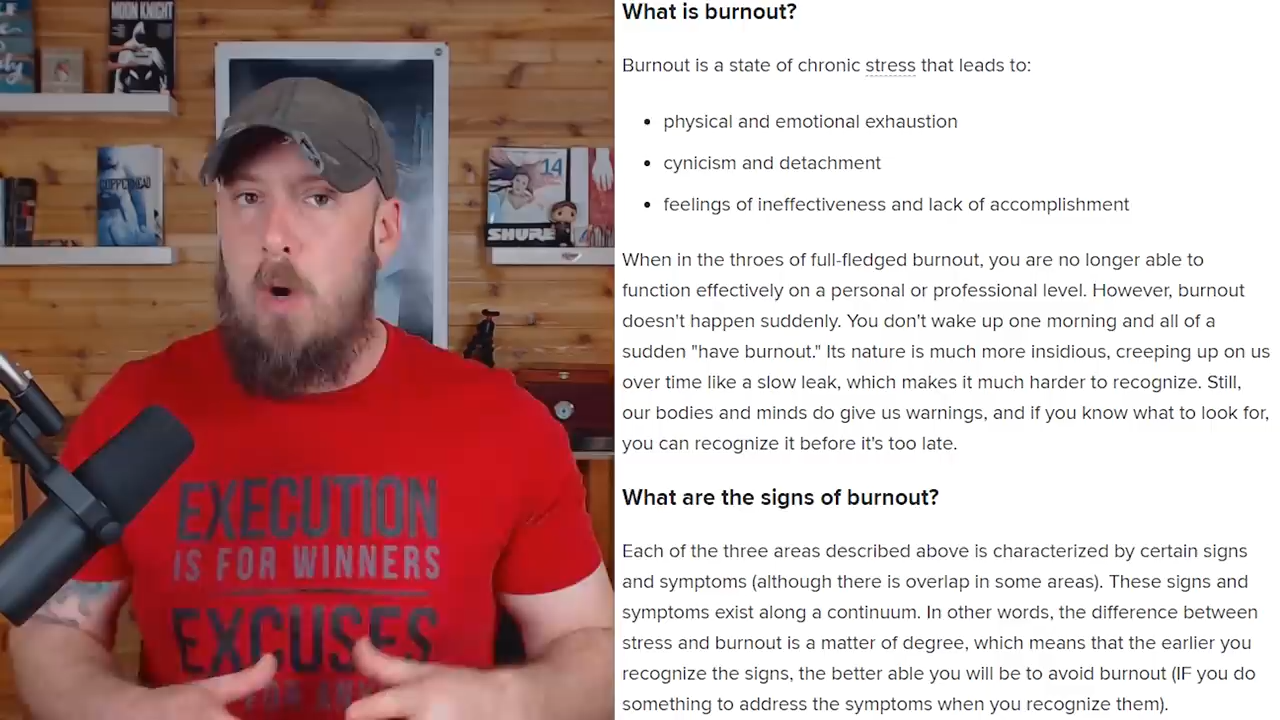 MOON KNIGHT
COPPERHEAD
14
SHURE
EXECUTION
IS FOR WINNERS
EXCUSES
What is burnout?
Burnout is a state of chronic stress that leads to:
• physical and emotional exhaustion
• cynicism and detachment
• feelings of ineffectiveness and lack of accomplishment
When in the throes of full-fledged burnout, you are no longer able to
function effectively on a personal or professional level. However, burnout
doesn't happen suddenly. You don't wake up one morning and all of a
sudden "have burnout." Its nature is much more insidious, creeping up on us
over time like a slow leak, which makes it much harder to recognize. Still,
our bodies and minds do give us warnings, and if you know what to look for,
you can recognize it before it's too late.
What are the signs of burnout?
Each of the three areas described above is characterized by certain signs
and symptoms (although there is overlap in some areas). These signs and
symptoms exist along a continuum. In other words, the difference between
stress and burnout is a matter of degree, which means that the earlier you
recognize the signs, the better able you will be to avoid burnout (IF you do
something to address the symptoms when you recognize them).